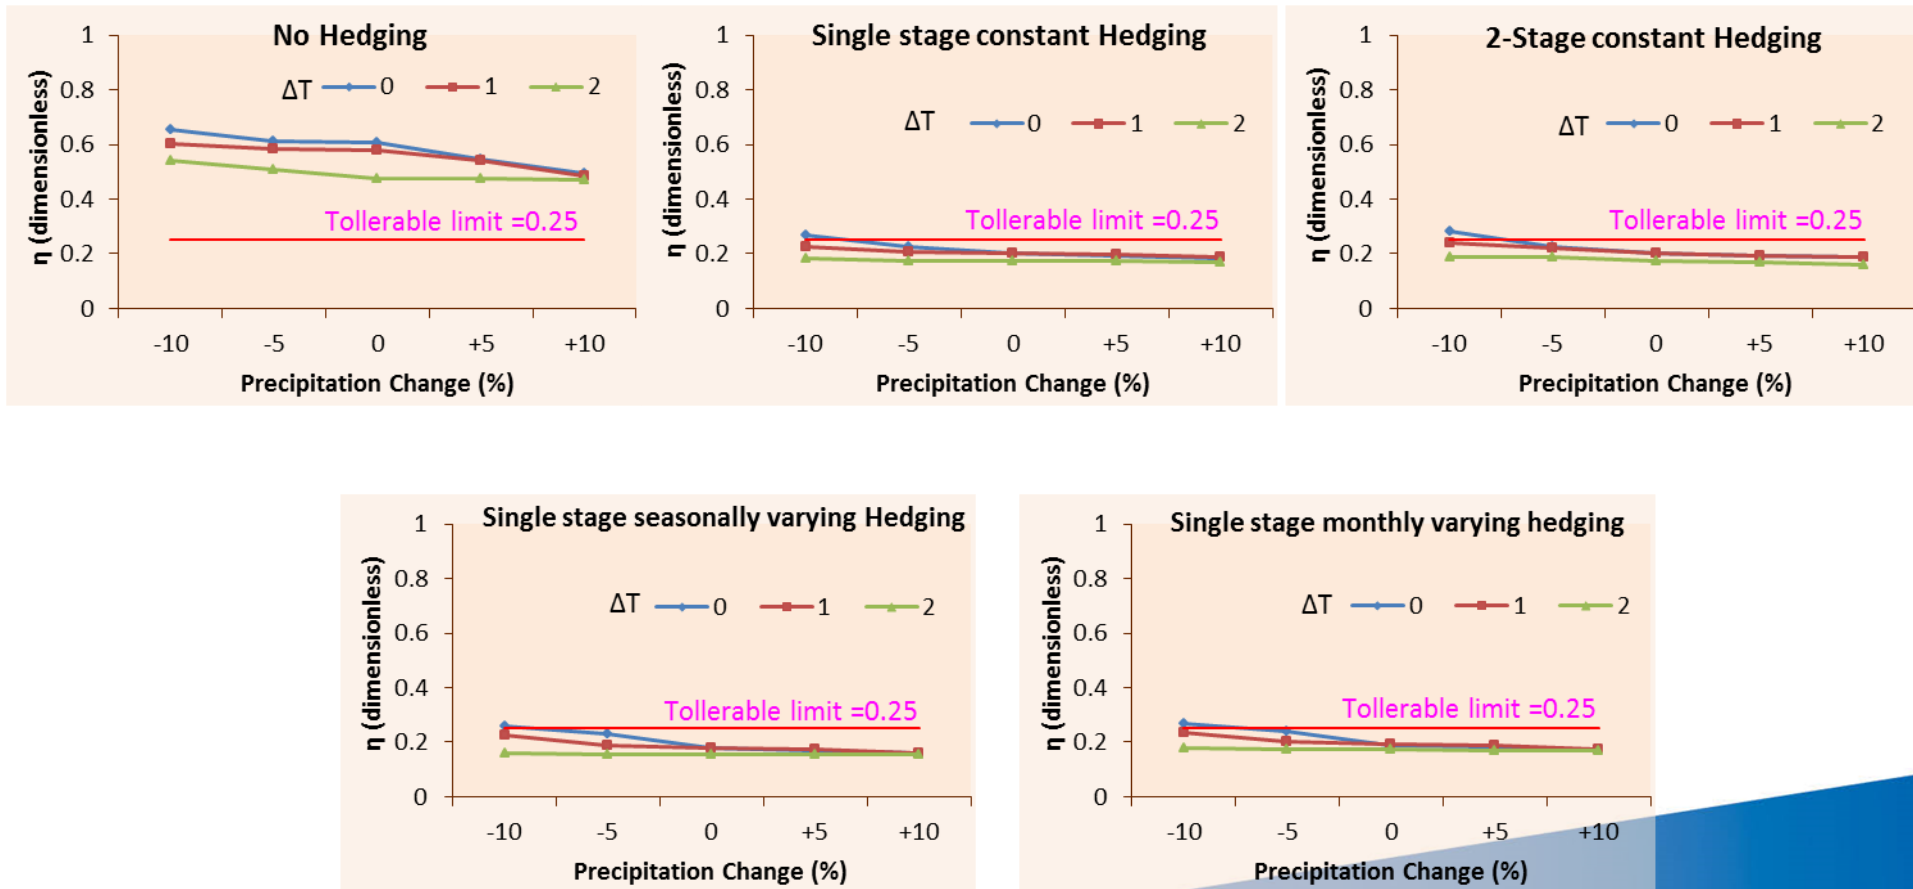 No Hedging
1
0.8
0.6
0.4
0.2
0
η (dimensionless)
ΔT 0 1 2
Tollerable limit =0.25
-10 -5 0 +5 +10
Precipitation Change (%)
Single stage constant Hedging
1
0.8
0.6
0.4
0.2
0
η (dimensionless)
ΔT 0 1 2
Tollerable limit =0.25
-10 -5 0 +5 +10
Precipitation Change (%)
2-Stage constant Hedging
1
0.8
0.6
0.4
0.2
0
η (dimensionless)
ΔT 0 1 2
Tollerable limit =0.25
-10 -5 0 +5 +10
Precipitation Change (%)
Single stage seasonally varying Hedging
1
0.8
0.6
0.4
0.2
0
η (dimensionless)
ΔT 0 1 2
Tollerable limit =0.25
-10 -5 0 +5 +10
Precipitation Change (%)
Single stage monthly varying hedging
1
0.8
0.6
0.4
0.2
0
η (dimensionless)
ΔT 0 1 2
Tollerable limit =0.25
-10 -5 0 +5 +10
Precipitation Change (%)